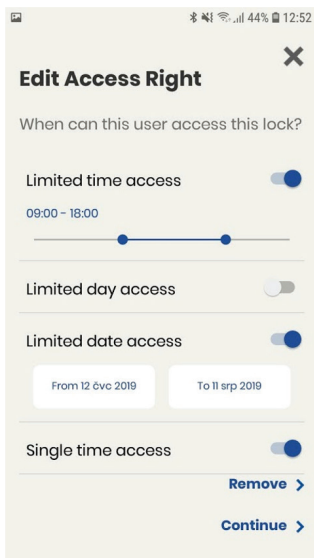 44% 12:52
Edit Access Right
When can this user access this lock?
Limited time access
09:00 - 18:00
Limited day access
Limited date access
From 12 čvc 2019 To 11 srp 2019
Single time access
Remove
Continue